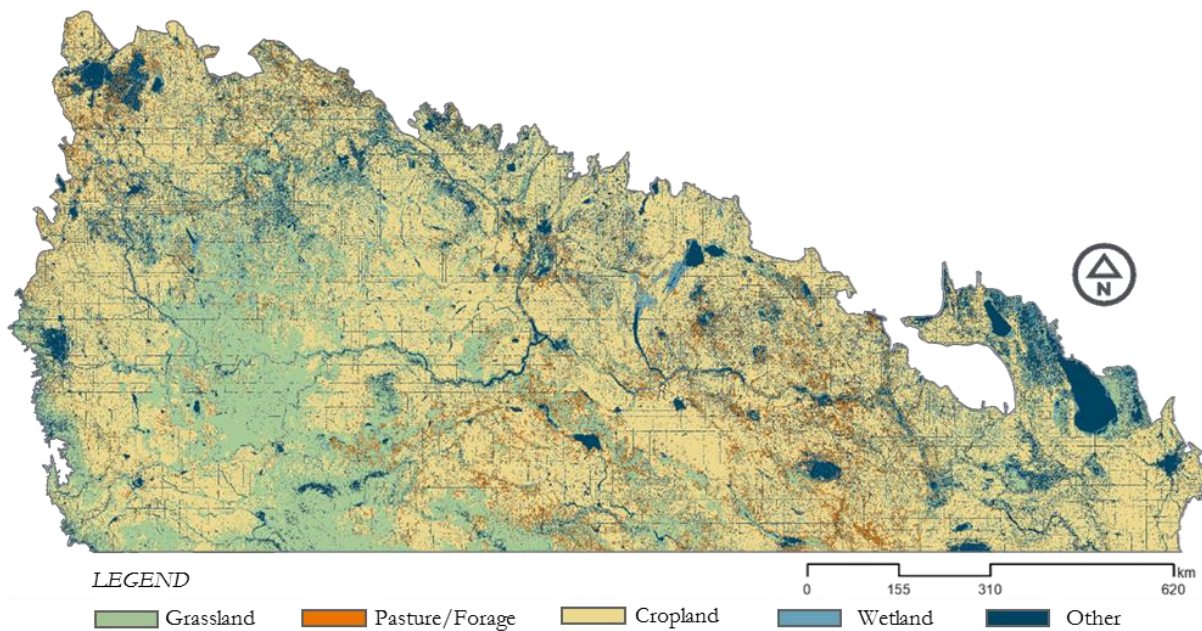 N
LEGEND
km
0 155 310 620
Grassland Pasture/Forage Cropland Wetland Other